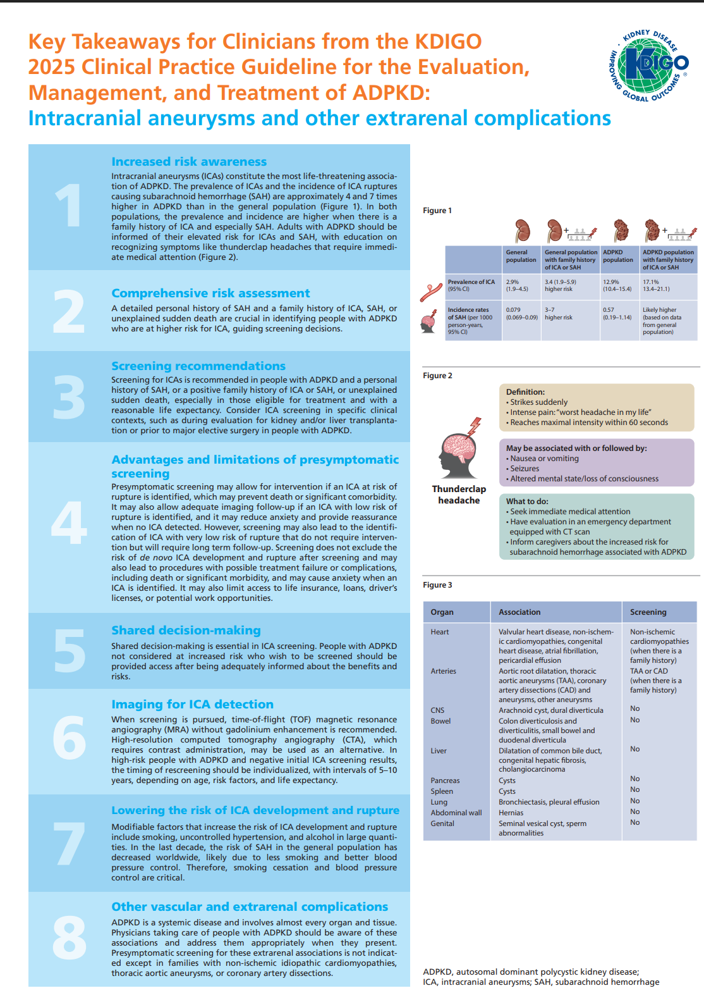 Key Takeaways for Clinicians from the KDIGO
2025 Clinical Practice Guideline for the Evaluation,
Management, and Treatment of ADPKD:
Intracranial aneurysms and other extrarenal complications
KIDNEY DISEASE
IMPROVING GLOBAL OUTCOMES
KDIGO
®
1
Increased risk awareness
Intracranial aneurysms (ICAs) constitute the most life-threatening associa-
tion of ADPKD. The prevalence of ICAs and the incidence of ICA ruptures
causing subarachnoid hemorrhage (SAH) are approximately 4 and 7 times
higher in ADPKD than in the general population (Figure 1). In both
populations, the prevalence and incidence are higher when there is a
family history of ICA and especially SAH. Adults with ADPKD should be
informed of their elevated risk for ICAs and SAH, with education on
recognizing symptoms like thunderclap headaches that require immedi-
ate medical attention (Figure 2).
2
Comprehensive risk assessment
A detailed personal history of SAH and a family history of ICA, SAH, or
unexplained sudden death are crucial in identifying people with ADPKD
who are at higher risk for ICA, guiding screening decisions.
3
Screening recommendations
Screening for ICAs is recommended in people with ADPKD and a personal
history of SAH, or a positive family history of ICA or SAH, or unexplained
sudden death, especially in those eligible for treatment and with a
reasonable life expectancy. Consider ICA screening in specific clinical
contexts, such as during evaluation for kidney and/or liver transplanta-
tion or prior to major elective surgery in people with ADPKD.
4
Advantages and limitations of presymptomatic
screening
Presymptomatic screening may allow for intervention if an ICA at risk of
rupture is identified, which may prevent death or significant comorbidity.
It may also allow adequate imaging follow-up if an ICA with low risk of
rupture is identified, and it may reduce anxiety and provide reassurance
when no ICA detected. However, screening may also lead to the identifi-
cation of ICA with very low risk of rupture that do not require interven-
tion but will require long term follow-up. Screening does not exclude the
risk of de novo ICA development and rupture after screening and may
also lead to procedures with possible treatment failure or complications,
including death or significant morbidity, and may cause anxiety when an
ICA is identified. It may also limit access to life insurance, loans, driver's
licenses, or potential work opportunities.
5
Shared decision-making
Shared decision-making is essential in ICA screening. People with ADPKD
not considered at increased risk who wish to be screened should be
provided access after being adequately informed about the benefits and
risks.
6
Imaging for ICA detection
When screening is pursued, time-of-flight (TOF) magnetic resonance
angiography (MRA) without gadolinium enhancement is recommended.
High-resolution computed tomography angiography (CTA), which
requires contrast administration, may be used as an alternative. In
high-risk people with ADPKD and negative initial ICA screening results,
the timing of rescreening should be individualized, with intervals of 5–10
years, depending on age, risk factors, and life expectancy.
7
Lowering the risk of ICA development and rupture
Modifiable factors that increase the risk of ICA development and rupture
include smoking, uncontrolled hypertension, and alcohol in large quanti-
ties. In the last decade, the risk of SAH in the general population has
decreased worldwide, likely due to less smoking and better blood
pressure control. Therefore, smoking cessation and blood pressure
control are critical.
8
Other vascular and extrarenal complications
ADPKD is a systemic disease and involves almost every organ and tissue.
Physicians taking care of people with ADPKD should be aware of these
associations and address them appropriately when they present.
Presymptomatic screening for these extrarenal associations is not indicat-
ed except in families with non-ischemic idiopathic cardiomyopathies,
thoracic aortic aneurysms, or coronary artery dissections.
Figure 1
+ +
General population | General population with family history of ICA or SAH | ADPKD population | ADPKD population with family history of ICA or SAH
Prevalence of ICA (95% CI) | 2.9% (1.9–4.5) | 3.4 (1.9–5.9) higher risk | 12.9% (10.4–15.4) | 17.1% 13.4–21.1)
Incidence rates of SAH (per 1000 person-years, 95% CI) | 0.079 (0.069–0.09) | 3–7 higher risk | 0.57 (0.19–1.14) | Likely higher (based on data from general population)
Figure 2
Thunderclap
headache
Definition:
• Strikes suddenly
• Intense pain: "worst headache in my life"
• Reaches maximal intensity within 60 seconds
May be associated with or followed by:
• Nausea or vomiting
• Seizures
• Altered mental state/loss of consciousness
What to do:
• Seek immediate medical attention
• Have evaluation in an emergency department
equipped with CT scan
• Inform caregivers about the increased risk for
subarachnoid hemorrhage associated with ADPKD
Figure 3
Organ | Association | Screening
Heart | Valvular heart disease, non-ischem-ic cardiomyopathies, congenital heart disease, atrial fibrillation, pericardial effusion | Non-ischemic cardiomyopathies (when there is a family history)
Arteries | Aortic root dilatation, thoracic aortic aneurysms (TAA), coronary artery dissections (CAD) and aneurysms, other aneurysms | TAA or CAD (when there is a family history)
CNS | Arachnoid cyst, dural diverticula | No
Bowel | Colon diverticulosis and diverticulitis, small bowel and duodenal diverticula | No
Liver | Dilatation of common bile duct, congenital hepatic fibrosis, cholangiocarcinoma | No
Pancreas | Cysts | No
Spleen | Cysts | No
Lung | Bronchiectasis, pleural effusion | No
Abdominal wall | Hernias | No
Genital | Seminal vesical cyst, sperm abnormalities | No
ADPKD, autosomal dominant polycystic kidney disease;
ICA, intracranial aneurysms; SAH, subarachnoid hemorrhage